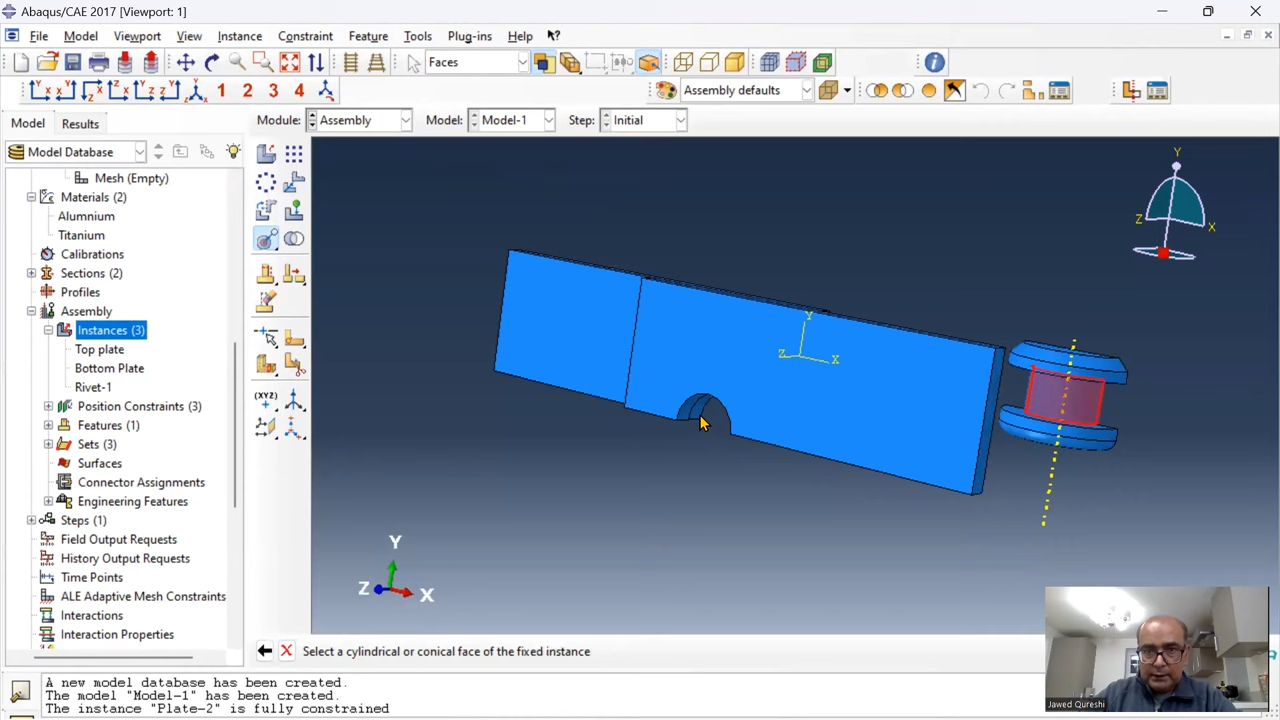 Abaqus/CAE 2017 [Viewport: 1]
File Model Viewport View Instance Constraint Feature Tools Plug-ins Help
Faces
1 2 3 4 Assembly defaults
Model Results Module: Assembly Model: Model-1 Step: Initial
Model Database
Mesh (Empty)
Materials (2)
Alumnium
Titanium
Calibrations
Sections (2)
Profiles
Assembly
Instances (3)
Top plate
Bottom Plate
Rivet-1
Position Constraints (3)
Features (1)
Sets (3)
Surfaces
Connector Assignments
Engineering Features
Steps (1)
Field Output Requests
History Output Requests
Time Points
ALE Adaptive Mesh Constraints
Interactions
Interaction Properties
(XYZ)
Y
Z X
Y
Z X
Y
Z X
Select a cylindrical or conical face of the fixed instance
Jawed Qureshi
A new model database has been created.
The model "Model-1" has been created.
The instance "Plate-2" is fully constrained